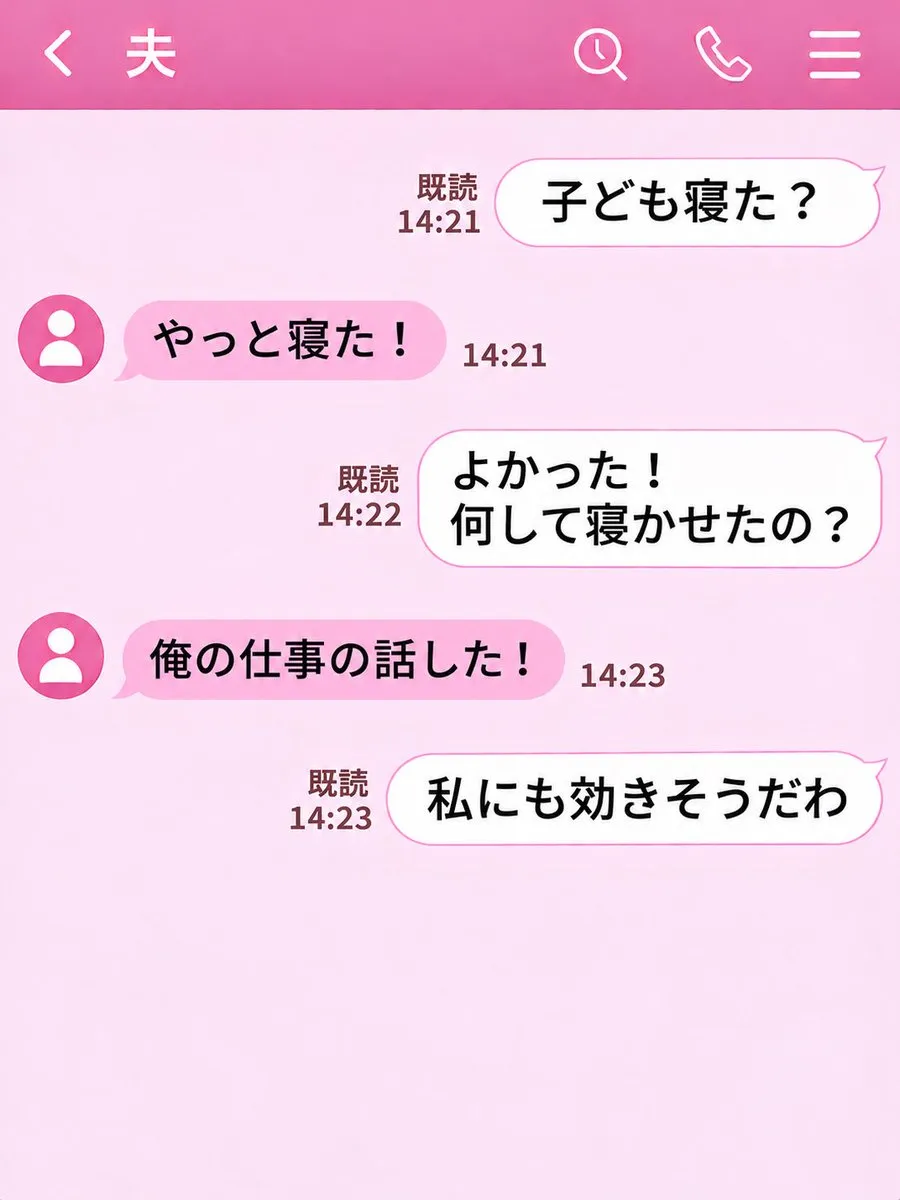 夫
既読
14:21
子ども寝た？
やっと寝た！
14:21
既読
14:22
よかった！
何して寝かせたの？
俺の仕事の話した！
14:23
既読
14:23
私にも効きそうだわ